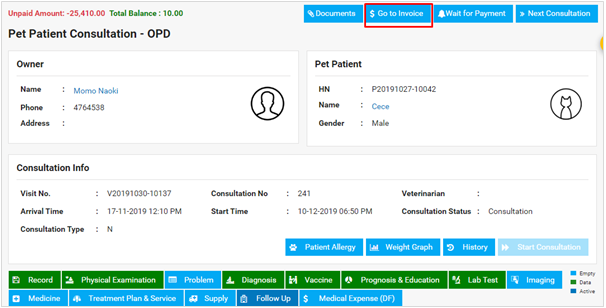 Unpaid Amount: -25,410.00 Total Balance : 10.00
Documents
$ Go to Invoice
Wait for Payment
» Next Consultation
Pet Patient Consultation - OPD
Owner
Name : Momo Naoki
Phone : 4764538
Address :
Pet Patient
HN : P20191027-10042
Name : Cece
Gender : Male
Consultation Info
Visit No. : V20191030-10137 Consultation No : 241 Veterinarian :
Arrival Time : 17-11-2019 12:10 PM Start Time : 10-12-2019 06:50 PM Consultation Status : Consultation
Consultation Type : N
Patient Allergy Weight Graph History Start Consultation
Record Physical Examination Problem Diagnosis Vaccine Prognosis & Education Lab Test Imaging
Medicine Treatment Plan & Service Supply Follow Up $ Medical Expense (DF)
Empty
Data
Active